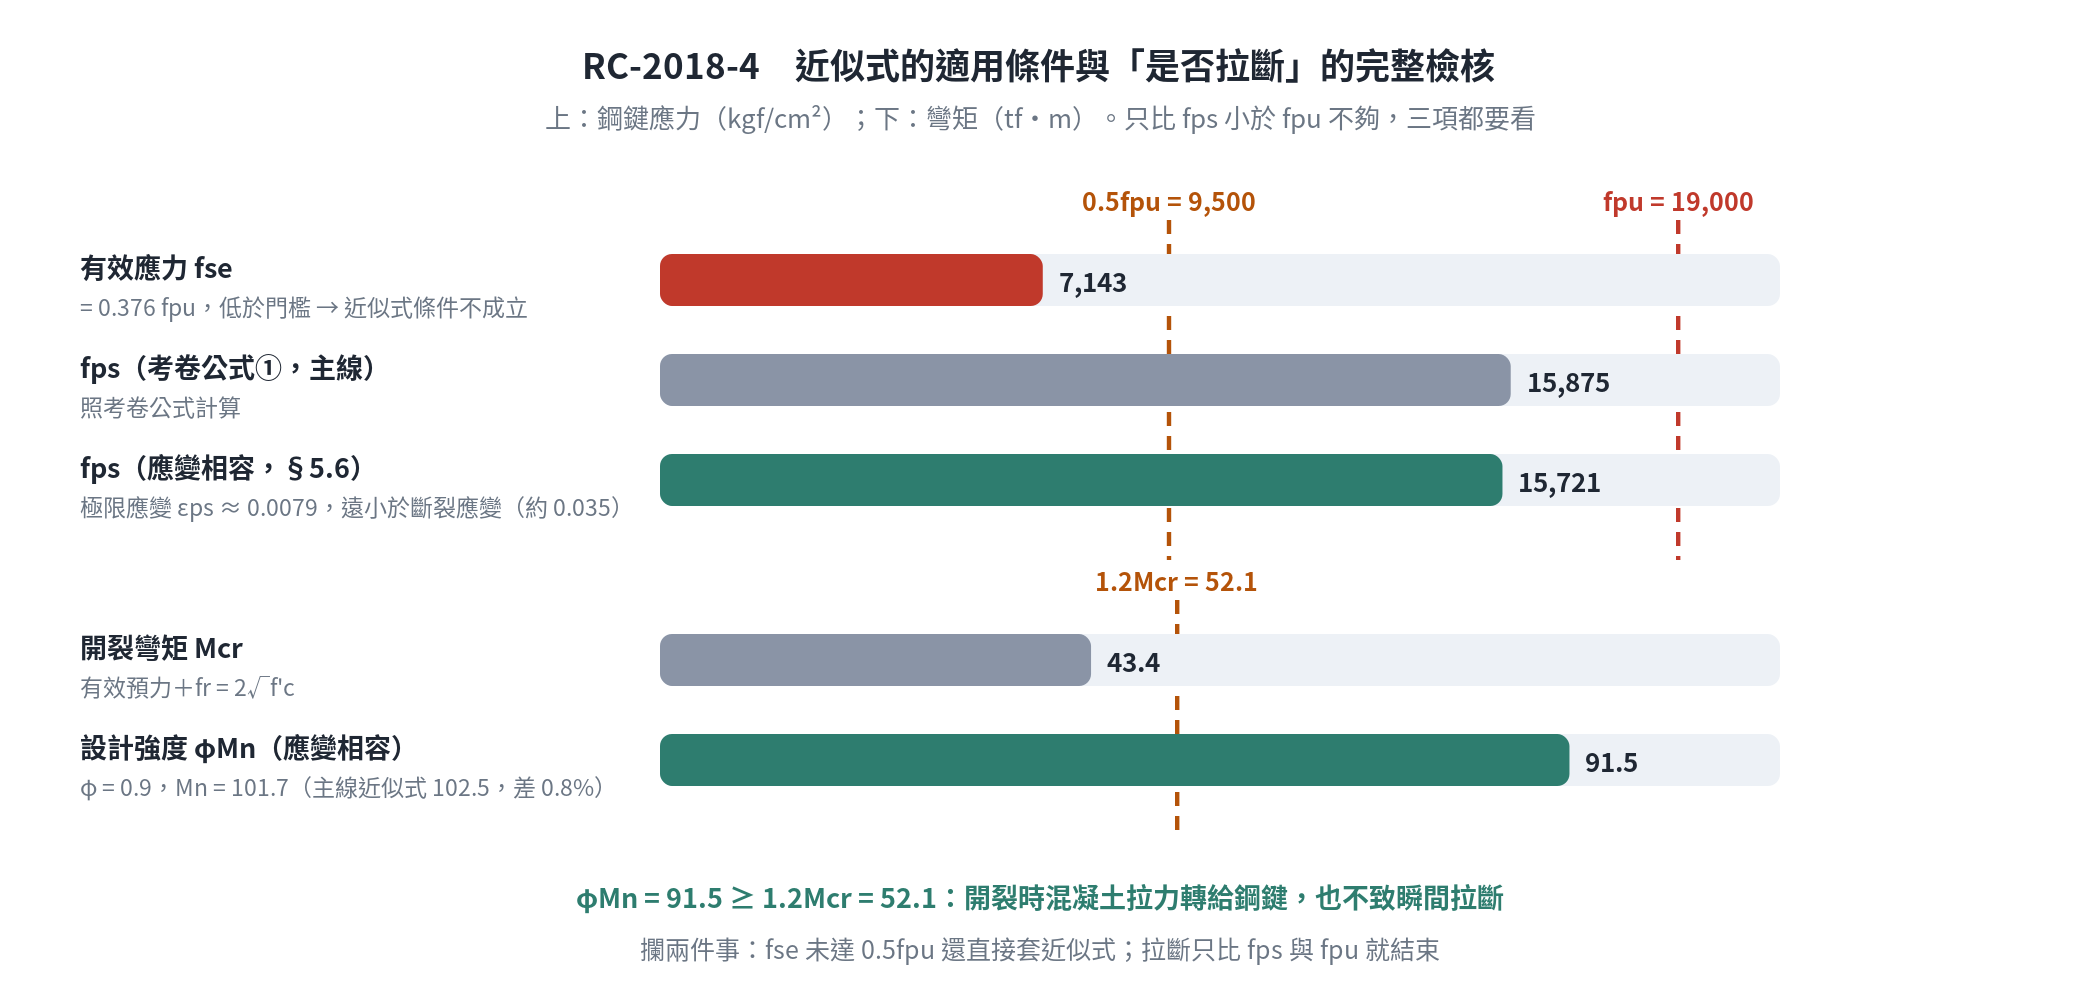 RC-2018-4　近似式的適用條件與「是否拉斷」的完整檢核
上：鋼鍵應力（kgf/cm²）；下：彎矩（tf・m）。只比 fps 小於 fpu 不夠，三項都要看
0.5fpu = 9,500
fpu = 19,000
有效應力 fse
7,143
= 0.376 fpu，低於門檻 → 近似式條件不成立
fps（考卷公式①，主線）
15,875
照考卷公式計算
fps（應變相容，§5.6）
15,721
極限應變 εps ≈ 0.0079，遠小於斷裂應變（約 0.035）
1.2Mcr = 52.1
開裂彎矩 Mcr
43.4
有效預力＋fr = 2√f'c
設計強度 φMn（應變相容）
91.5
φ = 0.9，Mn = 101.7（主線近似式 102.5，差 0.8%）
φMn = 91.5 ≥ 1.2Mcr = 52.1：開裂時混凝土拉力轉給鋼鍵，也不致瞬間拉斷
攔兩件事：fse 未達 0.5fpu 還直接套近似式；拉斷只比 fps 與 fpu 就結束